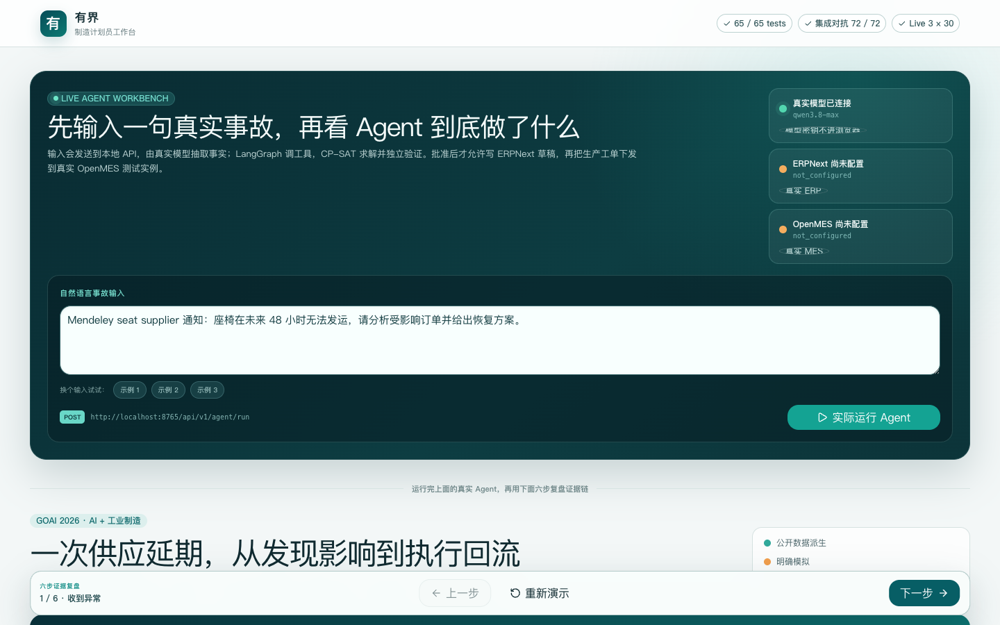 有
有界
制造计划员工作台
65 / 65 tests
集成对抗 72 / 72
Live 3 × 30
LIVE AGENT WORKBENCH
先输入一句真实事故，再看 Agent 到底做了什么
输入会发送到本地 API，由真实模型抽取事实；LangGraph 调工具，CP-SAT 求解并独立验证。批准后才允许写 ERPNext 草稿，再把生产工单下发
到真实 OpenMES 测试实例。
真实模型已连接
qwen3.8-max
模型密钥不进浏览器
ERPNext 尚未配置
not_configured
真实 ERP
OpenMES 尚未配置
not_configured
真实 MES
自然语言事故输入
Mendeley seat supplier 通知：座椅在未来 48 小时无法发运，请分析受影响订单并给出恢复方案。
换个输入试试：
示例 1
示例 2
示例 3
POST
http://localhost:8765/api/v1/agent/run
实际运行 Agent
运行完上面的真实 Agent，再用下面六步复盘证据链
GOAI 2026 · AI + 工业制造
一次供应延期，从发现影响到执行回流
公开数据派生
明确模拟
六步证据复盘
1 / 6 · 收到异常
上一步
重新演示
下一步